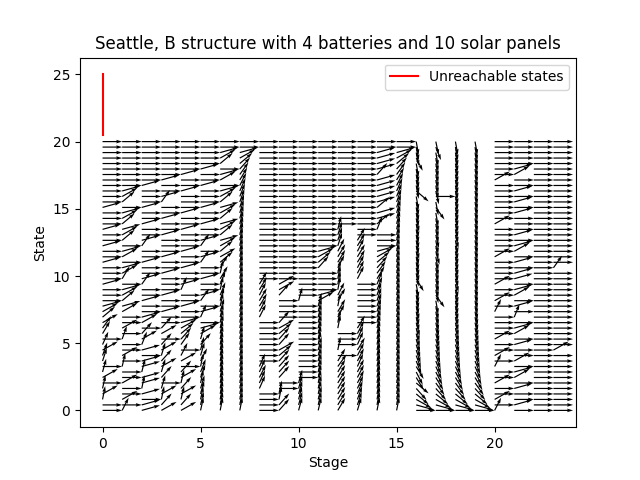 Seattle, B structure with 4 batteries and 10 solar panels
25
Unreachable states
20
15
State
10
5
0
0 5 10 15 20
Stage